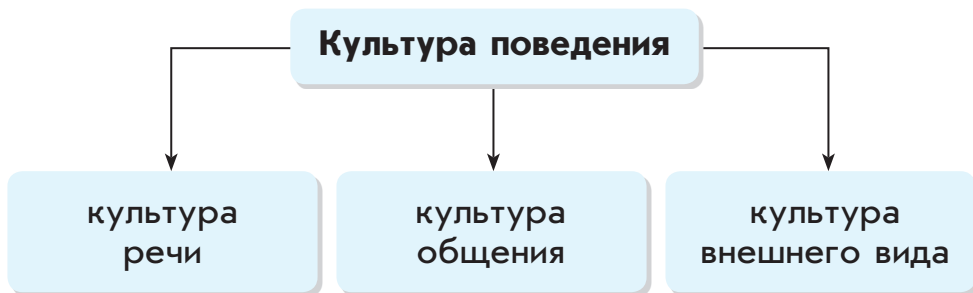 Культура поведения
культура
речи
культура
общения
культура
внешнего вида